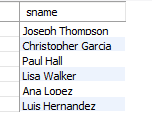 sname
Joseph Thompson
Christopher Garcia
Paul Hall
Lisa Walker
Ana Lopez
Luis Hernandez